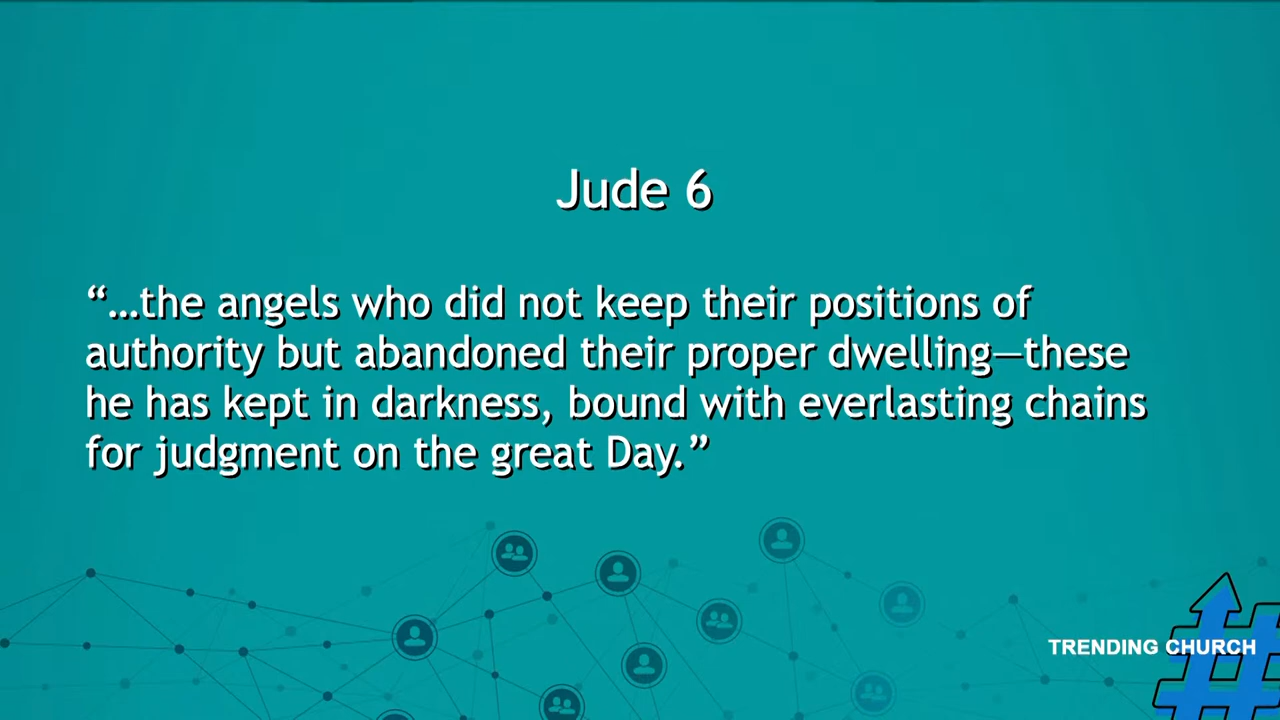 Jude 6
“…the angels who did not keep their positions of
authority but abandoned their proper dwelling—these
he has kept in darkness, bound with everlasting chains
for judgment on the great Day.”
TRENDING CHURCH